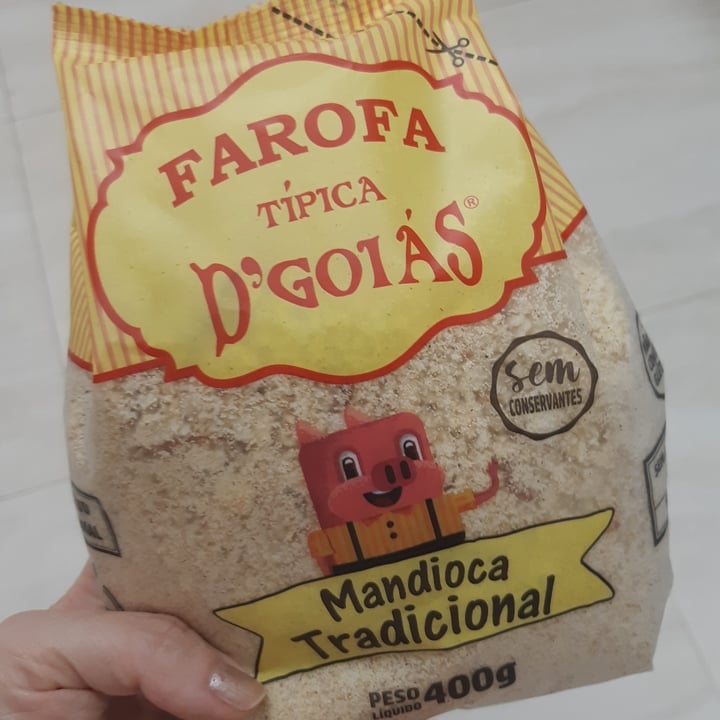 FAROFA
TÍPICA
D'GOIÁS®
sem
CONSERVANTES
Mandioca
Tradicional
PESO
LÍQUIDO 400g